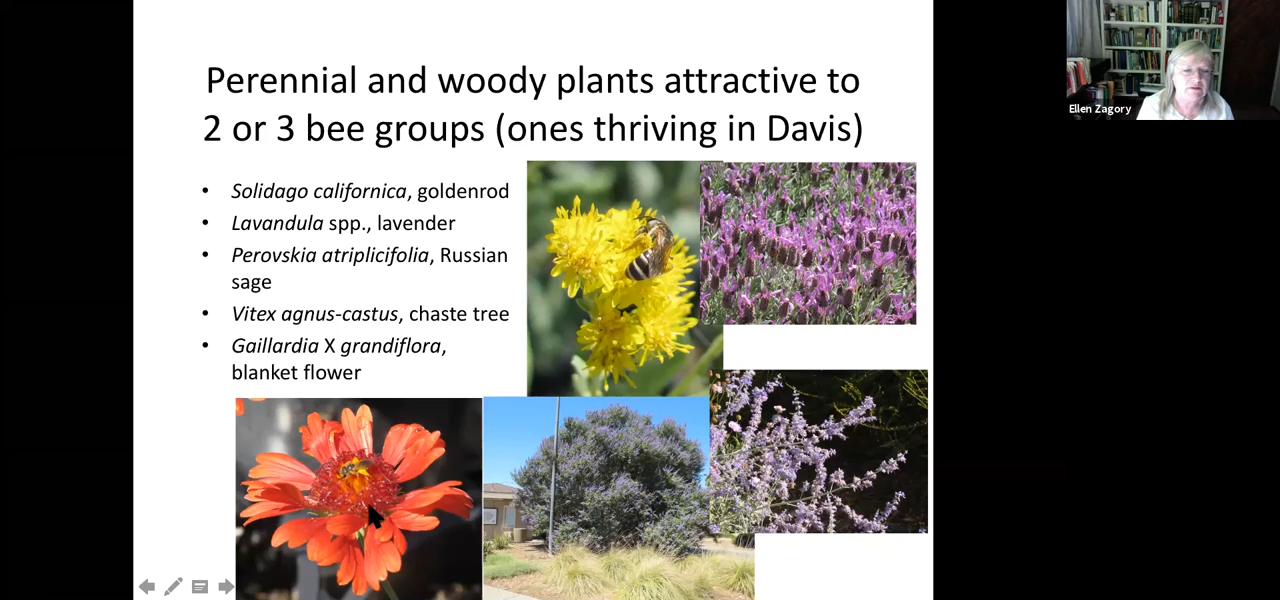 Perennial and woody plants attractive to
2 or 3 bee groups (ones thriving in Davis)
• Solidago californica, goldenrod
• Lavandula spp., lavender
• Perovskia atriplicifolia, Russian
sage
• Vitex agnus-castus, chaste tree
• Gaillardia X grandiflora,
blanket flower
Ellen Zagory